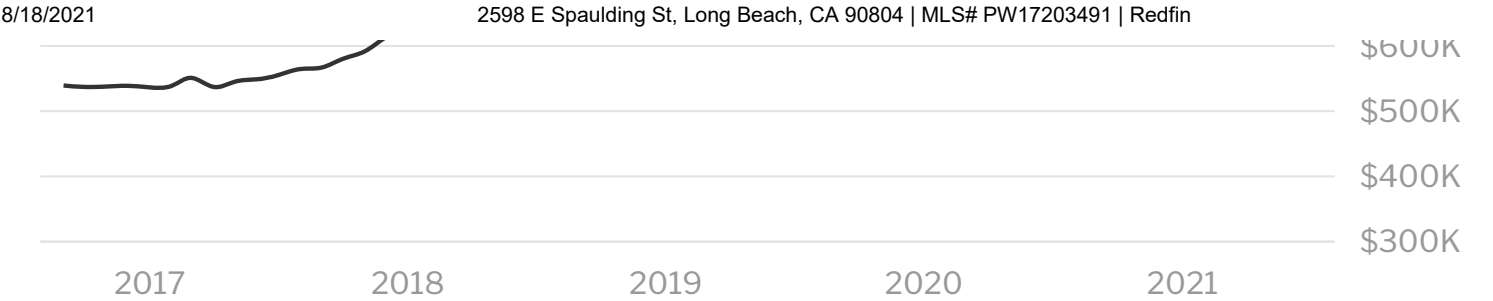 8/18/2021 2598 E Spaulding St, Long Beach, CA 90804 | MLS# PW17203491 | Redfin
$600K
$500K
$400K
$300K
2017 2018 2019 2020 2021